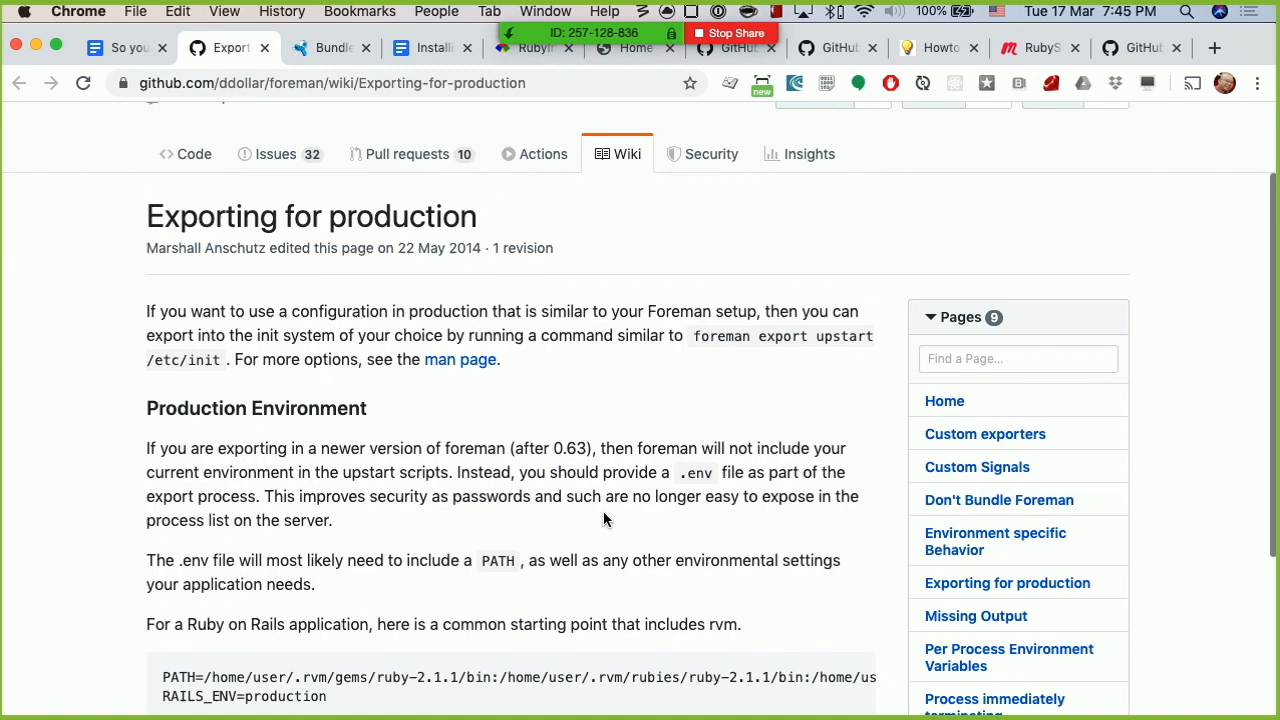 Chrome File Edit View History Bookmarks People Tab Window Help 100% Tue 17 Mar 7:45 PM
ID: 257-128-836 Stop Share
So you Export Bundle Installi RubyIn Home GitHub GitHub Howto RubyS GitHub
github.com/ddollar/foreman/wiki/Exporting-for-production
new
Code Issues 32 Pull requests 10 Actions Wiki Security Insights
Exporting for production
Marshall Anschutz edited this page on 22 May 2014 · 1 revision
If you want to use a configuration in production that is similar to your Foreman setup, then you can
export into the init system of your choice by running a command similar to foreman export upstart
/etc/init . For more options, see the man page.
Production Environment
If you are exporting in a newer version of foreman (after 0.63), then foreman will not include your
current environment in the upstart scripts. Instead, you should provide a .env file as part of the
export process. This improves security as passwords and such are no longer easy to expose in the
process list on the server.
The .env file will most likely need to include a PATH , as well as any other environmental settings
your application needs.
For a Ruby on Rails application, here is a common starting point that includes rvm.
PATH=/home/user/.rvm/gems/ruby-2.1.1/bin:/home/user/.rvm/rubies/ruby-2.1.1/bin:/home/us
RAILS_ENV=production
Pages 9
Find a Page...
Home
Custom exporters
Custom Signals
Don't Bundle Foreman
Environment specific
Behavior
Exporting for production
Missing Output
Per Process Environment
Variables
Process immediately
terminating